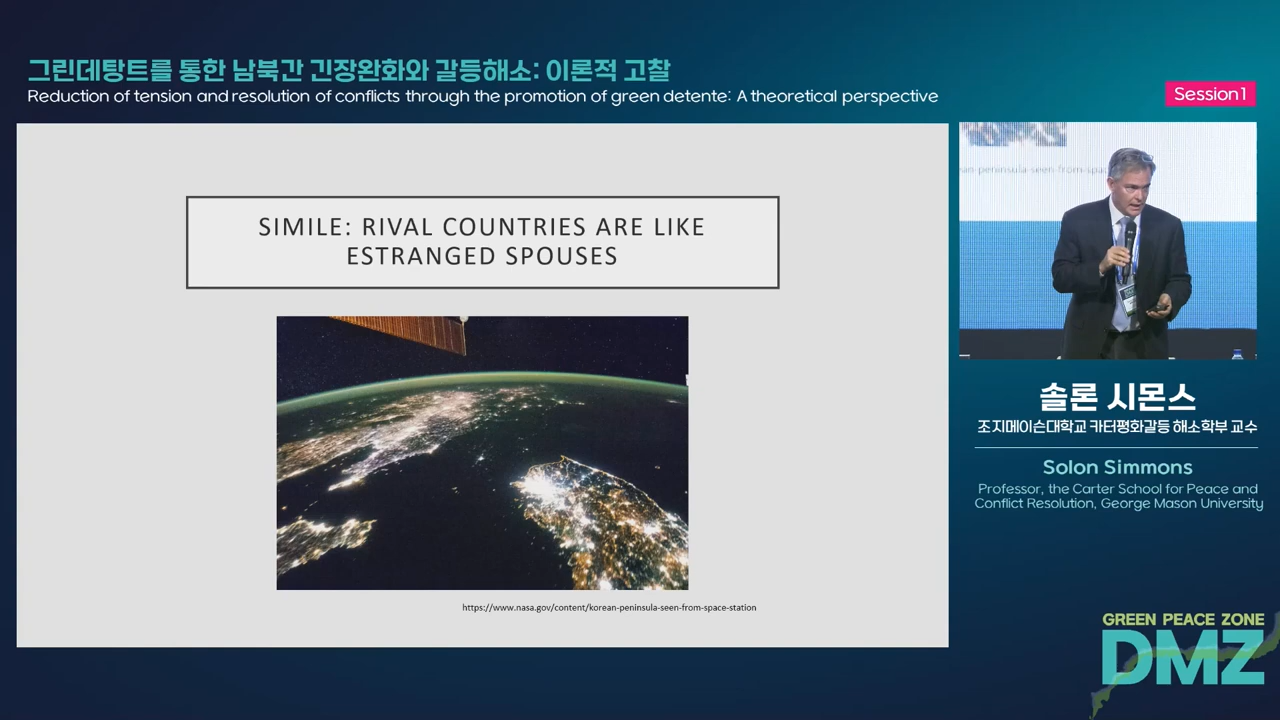 그린데탕트를 통한 남북간 긴장완화와 갈등해소: 이론적 고찰
Reduction of tension and resolution of conflicts through the promotion of green detente: A theoretical perspective
Session1
SIMILE: RIVAL COUNTRIES ARE LIKE
ESTRANGED SPOUSES
https://www.nasa.gov/content/korean-peninsula-seen-from-space-station
솔론 시몬스
조지메이슨대학교 카터평화갈등 해소학부 교수
Solon Simmons
Professor, the Carter School for Peace and
Conflict Resolution, George Mason University
GREEN PEACE ZONE
DMZ